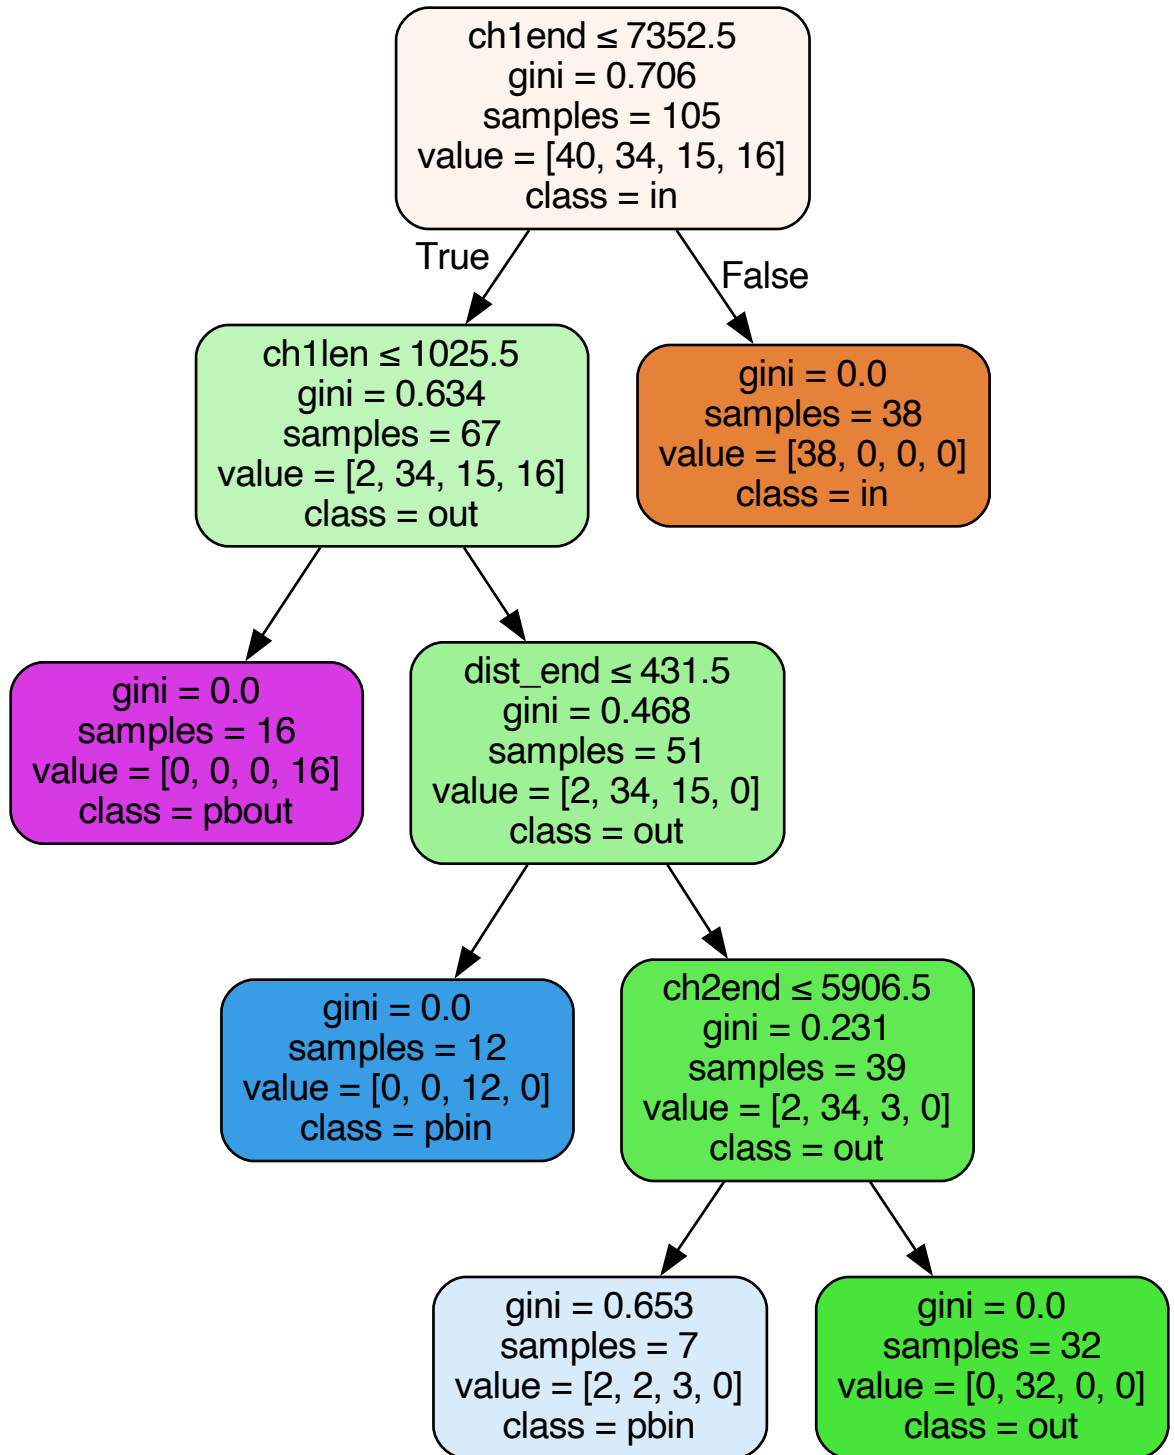 ch1end ≤ 7352.5
gini = 0.706
samples = 105
value = [40, 34, 15, 16]
class = in
True
False
ch1len ≤ 1025.5
gini = 0.634
samples = 67
value = [2, 34, 15, 16]
class = out
gini = 0.0
samples = 38
value = [38, 0, 0, 0]
class = in
gini = 0.0
samples = 16
value = [0, 0, 0, 16]
class = pbout
dist_end ≤ 431.5
gini = 0.468
samples = 51
value = [2, 34, 15, 0]
class = out
gini = 0.0
samples = 12
value = [0, 0, 12, 0]
class = pbin
ch2end ≤ 5906.5
gini = 0.231
samples = 39
value = [2, 34, 3, 0]
class = out
gini = 0.653
samples = 7
value = [2, 2, 3, 0]
class = pbin
gini = 0.0
samples = 32
value = [0, 32, 0, 0]
class = out